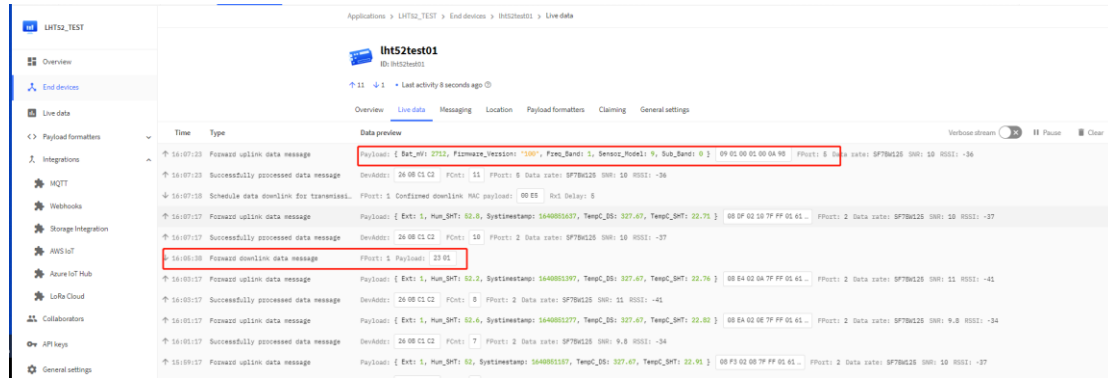 Applications > LHT52_TEST > End devices > lht52test01 > Live data
LHT52_TEST
lht52test01
ID: lht52test01
Overview
End devices
↑ 11 ↓ 1 • Last activity 8 seconds ago
Live data
Overview Live data Messaging Location Payload formatters Claiming General settings
Payload formatters
Time Type Data preview Verbose stream Pause Clear
Integrations
↑ 16:07:23 Forward uplink data message Payload: { Bat_mV: 2712, Firmware_Version: "100", Freq_Band: 1, Sensor_Model: 9, Sub_Band: 0 } 09 01 00 01 00 0A 98 FPort: 5 Data rate: SF7BW125 SNR: 10 RSSI: -36
MQTT
↑ 16:07:23 Successfully processed data message DevAddr: 26 0B C1 C2 FCnt: 11 FPort: 5 Data rate: SF7BW125 SNR: 10 RSSI: -36
Webhooks
↓ 16:07:18 Schedule data downlink for transmissi… FPort: 1 Confirmed downlink MAC payload: 00 E5 Rx1 Delay: 5
↑ 16:07:17 Forward uplink data message Payload: { Ext: 1, Hum_SHT: 52.8, Systimestamp: 1640851637, TempC_DS: 327.67, TempC_SHT: 22.71 } 08 DF 02 10 7F FF 01 61 … FPort: 2 Data rate: SF7BW125 SNR: 10 RSSI: -37
Storage Integration
↑ 16:07:17 Successfully processed data message DevAddr: 26 0B C1 C2 FCnt: 10 FPort: 2 Data rate: SF7BW125 SNR: 10 RSSI: -37
AWS IoT
↓ 16:05:38 Forward downlink data message FPort: 1 Payload: 23 01
Azure IoT Hub
↑ 16:03:17 Forward uplink data message Payload: { Ext: 1, Hum_SHT: 52.2, Systimestamp: 1640851397, TempC_DS: 327.67, TempC_SHT: 22.76 } 08 E4 02 0A 7F FF 01 61 … FPort: 2 Data rate: SF7BW125 SNR: 11 RSSI: -41
LoRa Cloud
↑ 16:03:17 Successfully processed data message DevAddr: 26 0B C1 C2 FCnt: 8 FPort: 2 Data rate: SF7BW125 SNR: 11 RSSI: -41
Collaborators
↑ 16:01:17 Forward uplink data message Payload: { Ext: 1, Hum_SHT: 52.6, Systimestamp: 1640851277, TempC_DS: 327.67, TempC_SHT: 22.82 } 08 EA 02 0E 7F FF 01 61 … FPort: 2 Data rate: SF7BW125 SNR: 9.8 RSSI: -34
API keys
↑ 16:01:17 Successfully processed data message DevAddr: 26 0B C1 C2 FCnt: 7 FPort: 2 Data rate: SF7BW125 SNR: 9.8 RSSI: -34
General settings
↑ 15:59:17 Forward uplink data message Payload: { Ext: 1, Hum_SHT: 52, Systimestamp: 1640851157, TempC_DS: 327.67, TempC_SHT: 22.91 } 08 F3 02 08 7F FF 01 61 … FPort: 2 Data rate: SF7BW125 SNR: 10 RSSI: -37